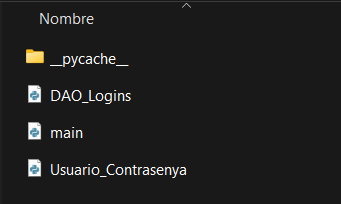 Nombre
__pycache__
DAO_Logins
main
Usuario_Contrasenya